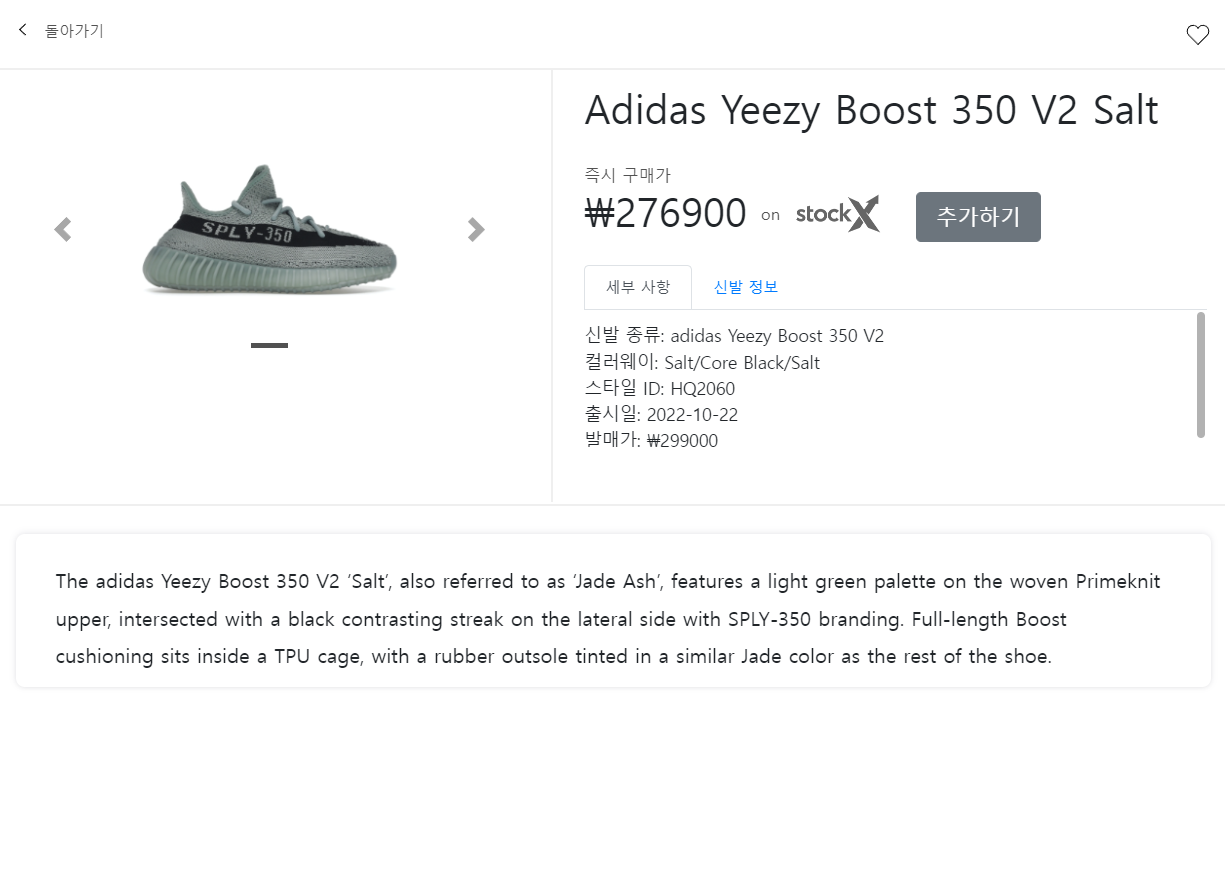 돌아가기
Adidas Yeezy Boost 350 V2 Salt
SPLY-350
즉시 구매가
₩276900 on stockX 추가하기
세부 사항 신발 정보
신발 종류: adidas Yeezy Boost 350 V2
컬러웨이: Salt/Core Black/Salt
스타일 ID: HQ2060
출시일: 2022-10-22
발매가: ₩299000
The adidas Yeezy Boost 350 V2 ‘Salt’, also referred to as ‘Jade Ash’, features a light green palette on the woven Primeknit
upper, intersected with a black contrasting streak on the lateral side with SPLY-350 branding. Full-length Boost
cushioning sits inside a TPU cage, with a rubber outsole tinted in a similar Jade color as the rest of the shoe.